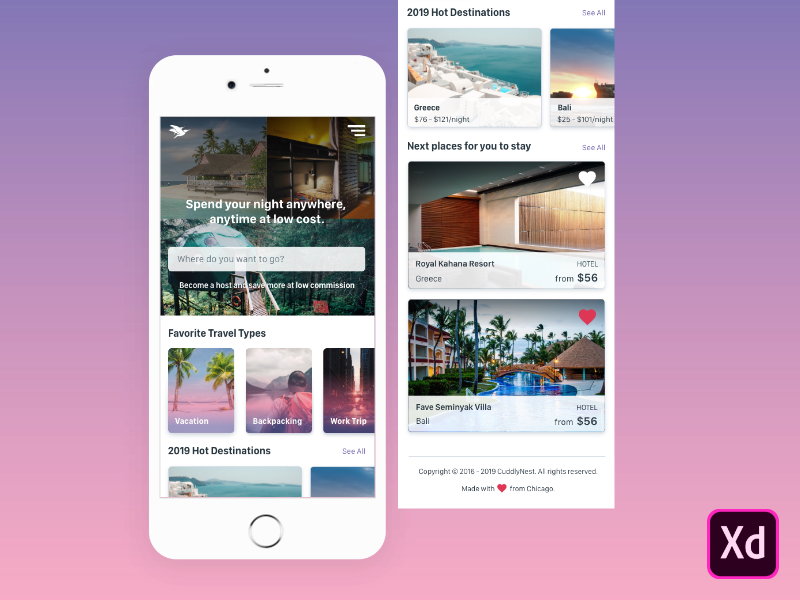 Spend your night anywhere,
anytime at low cost.
Where do you want to go?
Become a host and save more at low commission
Favorite Travel Types
Vacation
Backpacking
Work Trip
2019 Hot Destinations
See All
2019 Hot Destinations
See All
Greece
$76 - $121/night
Bali
$25 - $101/night
Next places for you to stay
See All
Royal Kahana Resort
HOTEL
Greece
from $56
Fave Seminyak Villa
HOTEL
Bali
from $56
Copyright © 2016 - 2019 CuddlyNest. All rights reserved.
Made with ❤ from Chicago.
Xd